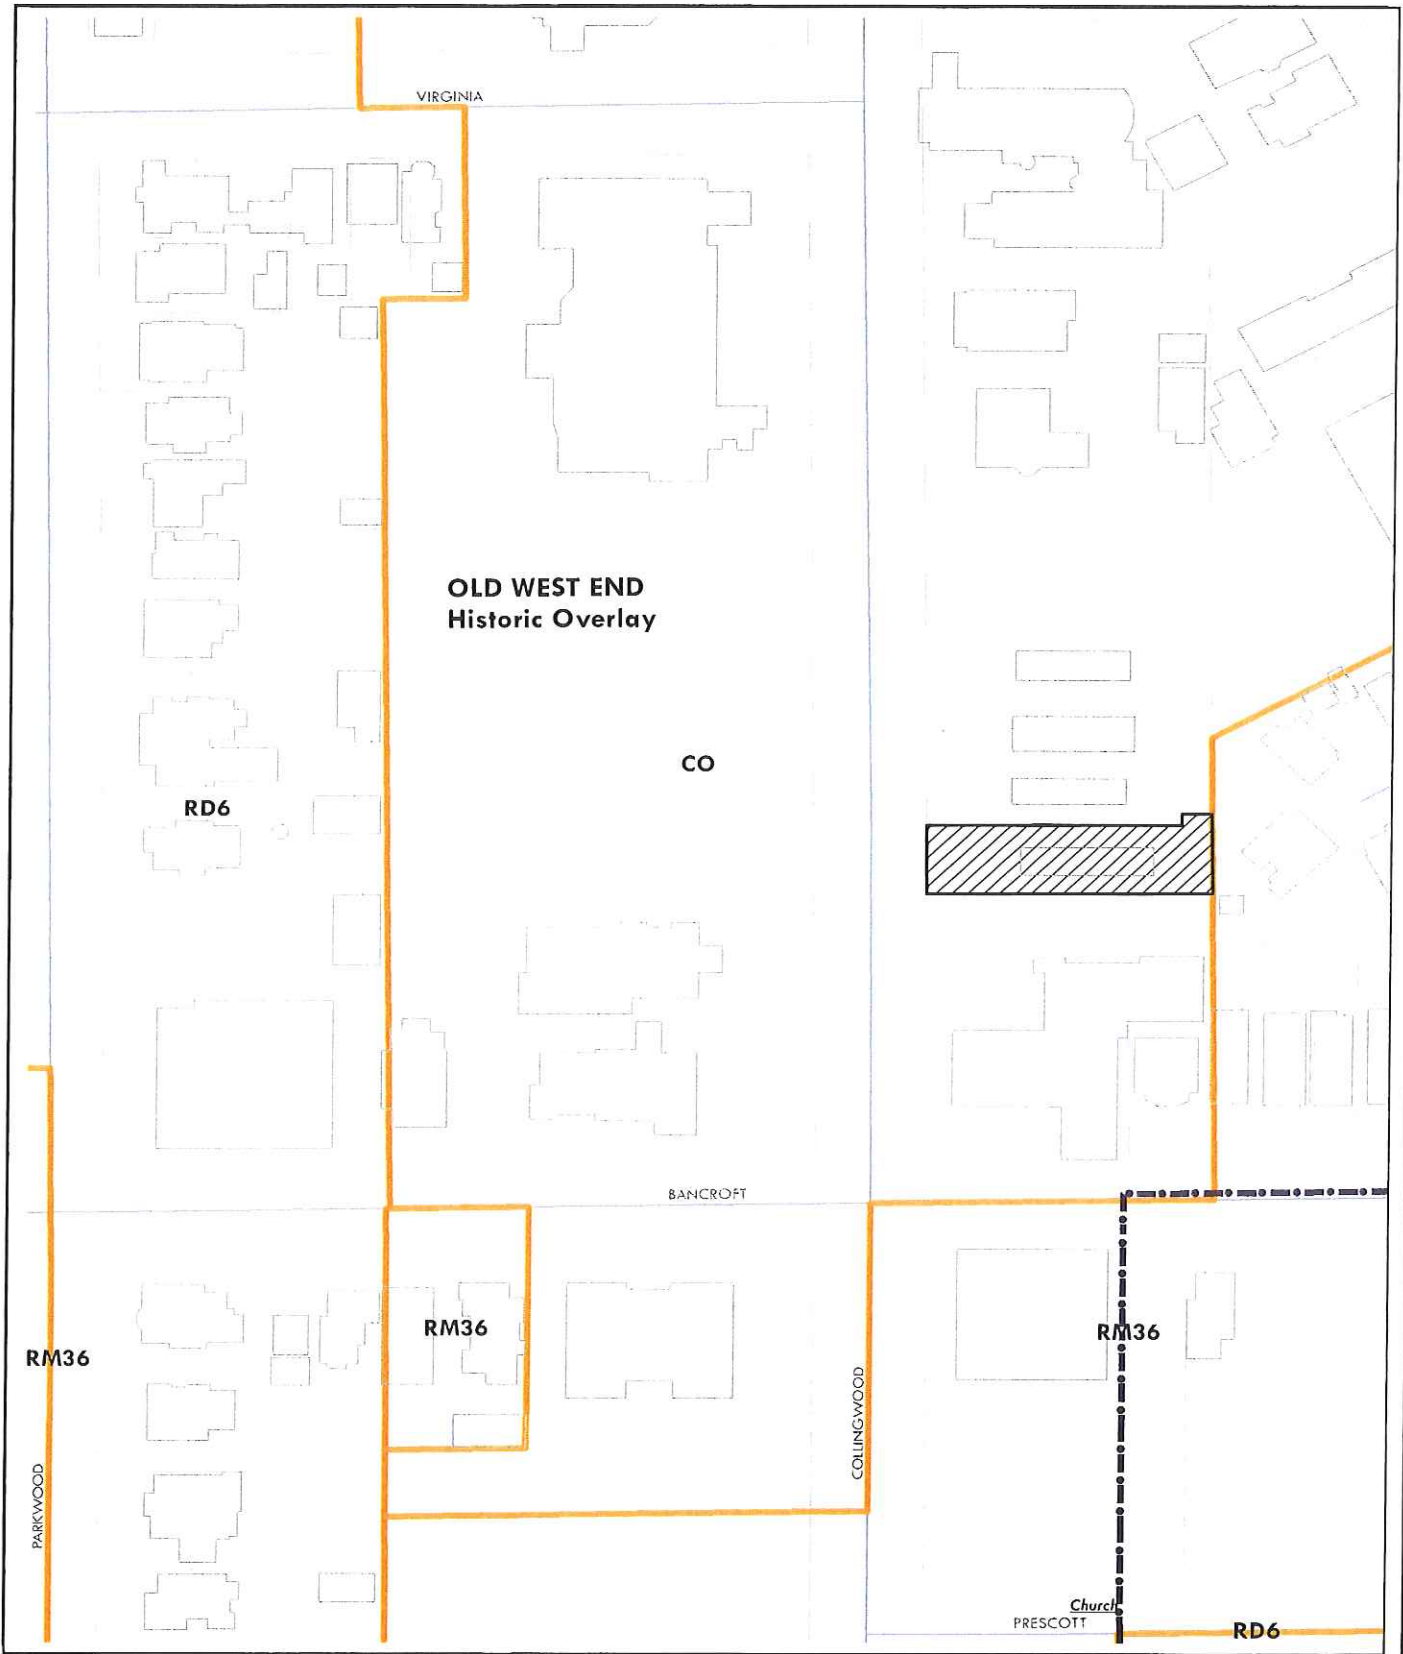 VIRGINIA
OLD WEST END
Historic Overlay
CO
RD6
BANCROFT
RM36
RM36
RM36
COLLINGWOOD
PARKWOOD
Church
PRESCOTT
RD6